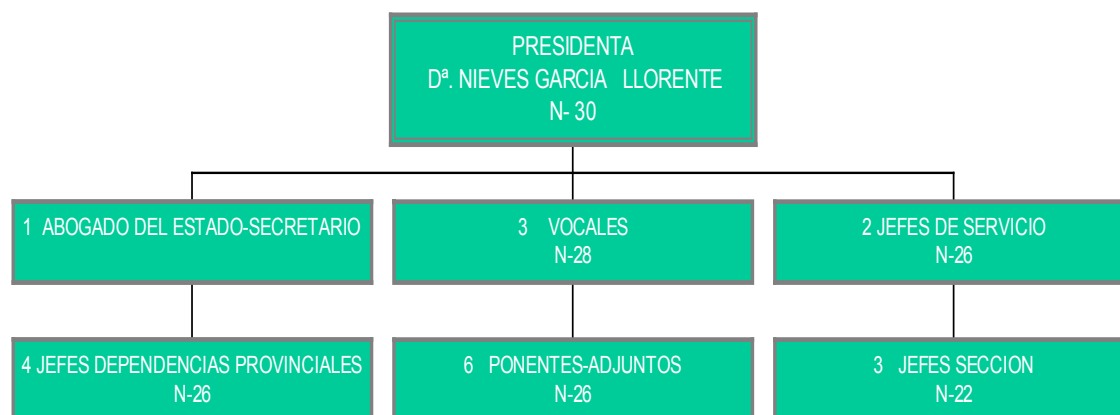 PRESIDENTA
Dª. NIEVES GARCIA LLORENTE
N- 30
1 ABOGADO DEL ESTADO-SECRETARIO
3 VOCALES
N-28
2 JEFES DE SERVICIO
N-26
4 JEFES DEPENDENCIAS PROVINCIALES
N-26
6 PONENTES-ADJUNTOS
N-26
3 JEFES SECCION
N-22